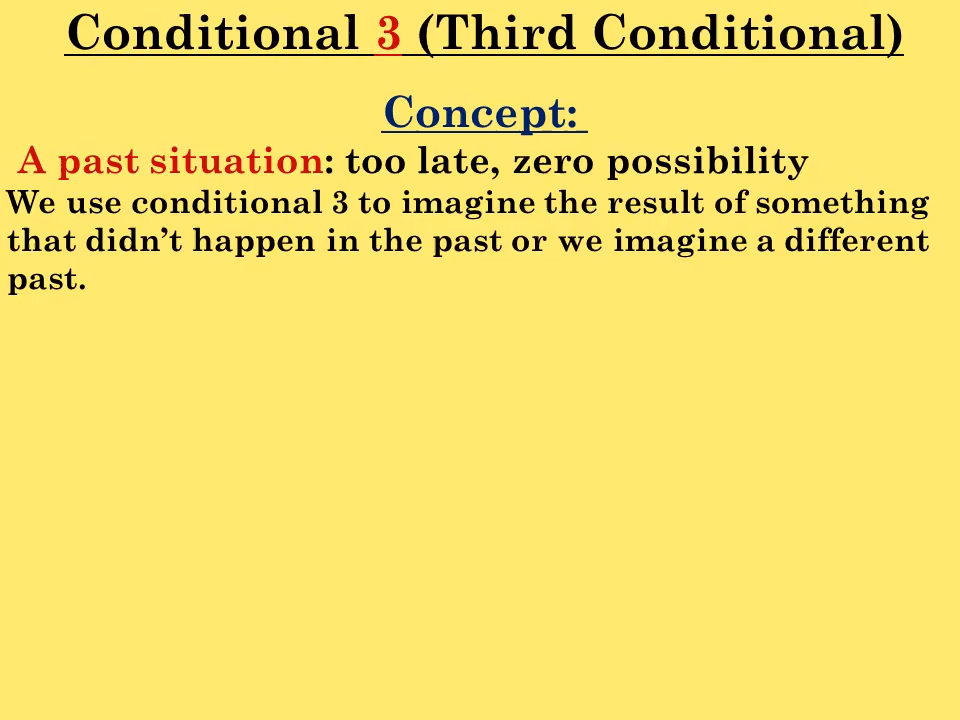 Conditional 3 (Third Conditional)
Concept:
A past situation: too late, zero possibility
We use conditional 3 to imagine the result of something
that didn’t happen in the past or we imagine a different
past.